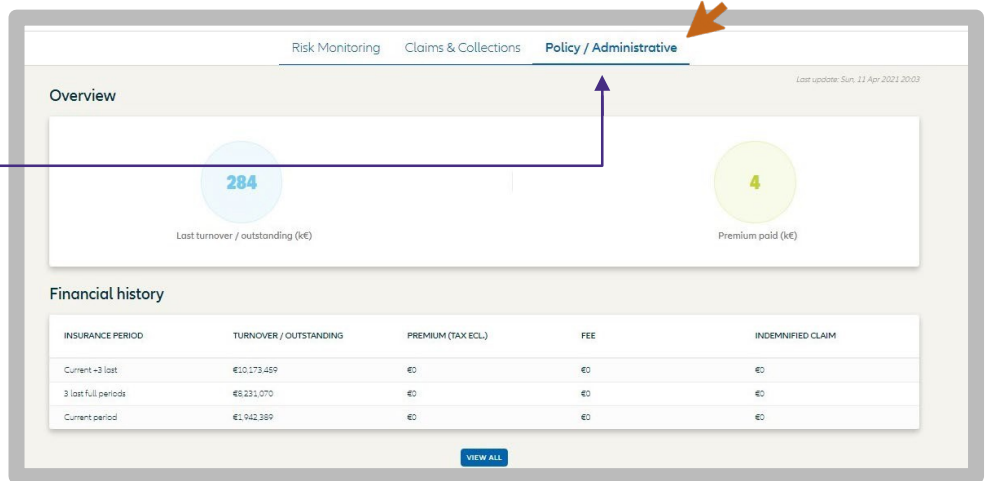 Risk Monitoring Claims & Collections Policy / Administrative
Last update: Sun, 11 Apr 2021 20:03
Overview
284 4
Last turnover / outstanding (k€) Premium paid (k€)
Financial history
INSURANCE PERIOD TURNOVER / OUTSTANDING PREMIUM (TAX ECL.) FEE INDEMNIFIED CLAIM
Current +3 last €10,173,459 €0 €0 €0
3 last full periods €8,231,070 €0 €0 €0
Current period €1,942,389 €0 €0 €0
VIEW ALL